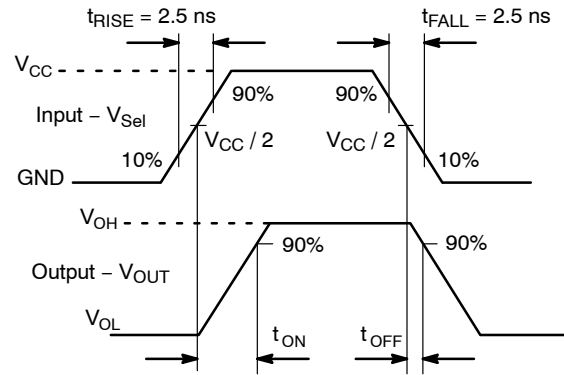 tRISE = 2.5 ns
tFALL = 2.5 ns
VCC
90%
90%
Input – VSel
VCC / 2
VCC / 2
10%
10%
GND
VOH
90%
90%
Output – VOUT
VOL
tON
tOFF